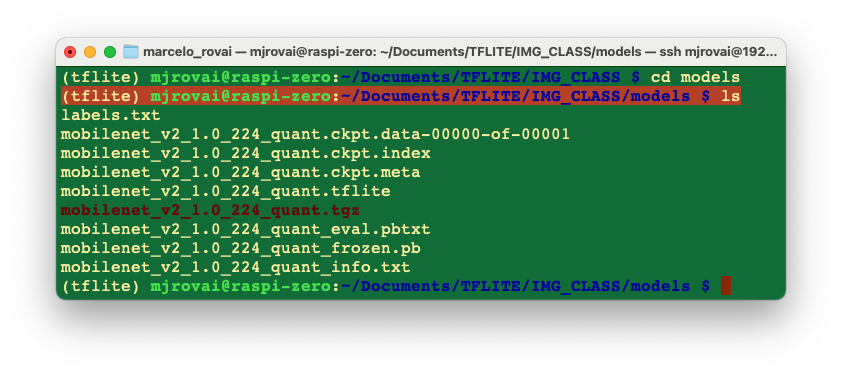 marcelo_rovai — mjrovai@raspi-zero: ~/Documents/TFLITE/IMG_CLASS/models — ssh mjrovai@192...
(tflite) mjrovai@raspi-zero:~/Documents/TFLITE/IMG_CLASS $ cd models
(tflite) mjrovai@raspi-zero:~/Documents/TFLITE/IMG_CLASS/models $ ls
labels.txt
mobilenet_v2_1.0_224_quant.ckpt.data-00000-of-00001
mobilenet_v2_1.0_224_quant.ckpt.index
mobilenet_v2_1.0_224_quant.ckpt.meta
mobilenet_v2_1.0_224_quant.tflite
mobilenet_v2_1.0_224_quant.tgz
mobilenet_v2_1.0_224_quant_eval.pbtxt
mobilenet_v2_1.0_224_quant_frozen.pb
mobilenet_v2_1.0_224_quant_info.txt
(tflite) mjrovai@raspi-zero:~/Documents/TFLITE/IMG_CLASS/models $